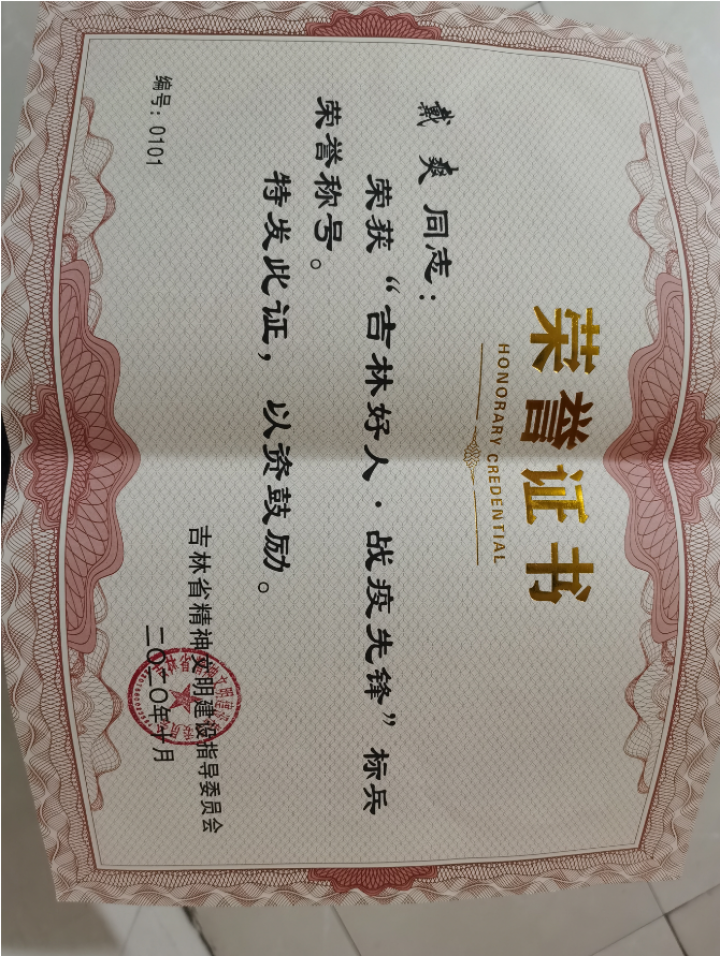 荣誉证书
HONORARY CREDENTIAL
戴爽 同志：
荣获“吉林好人·战疫先锋”标兵
荣誉称号。
特发此证，以资鼓励。
吉林省精神文明建设指导委员会
二〇二〇年十月
编号：0101